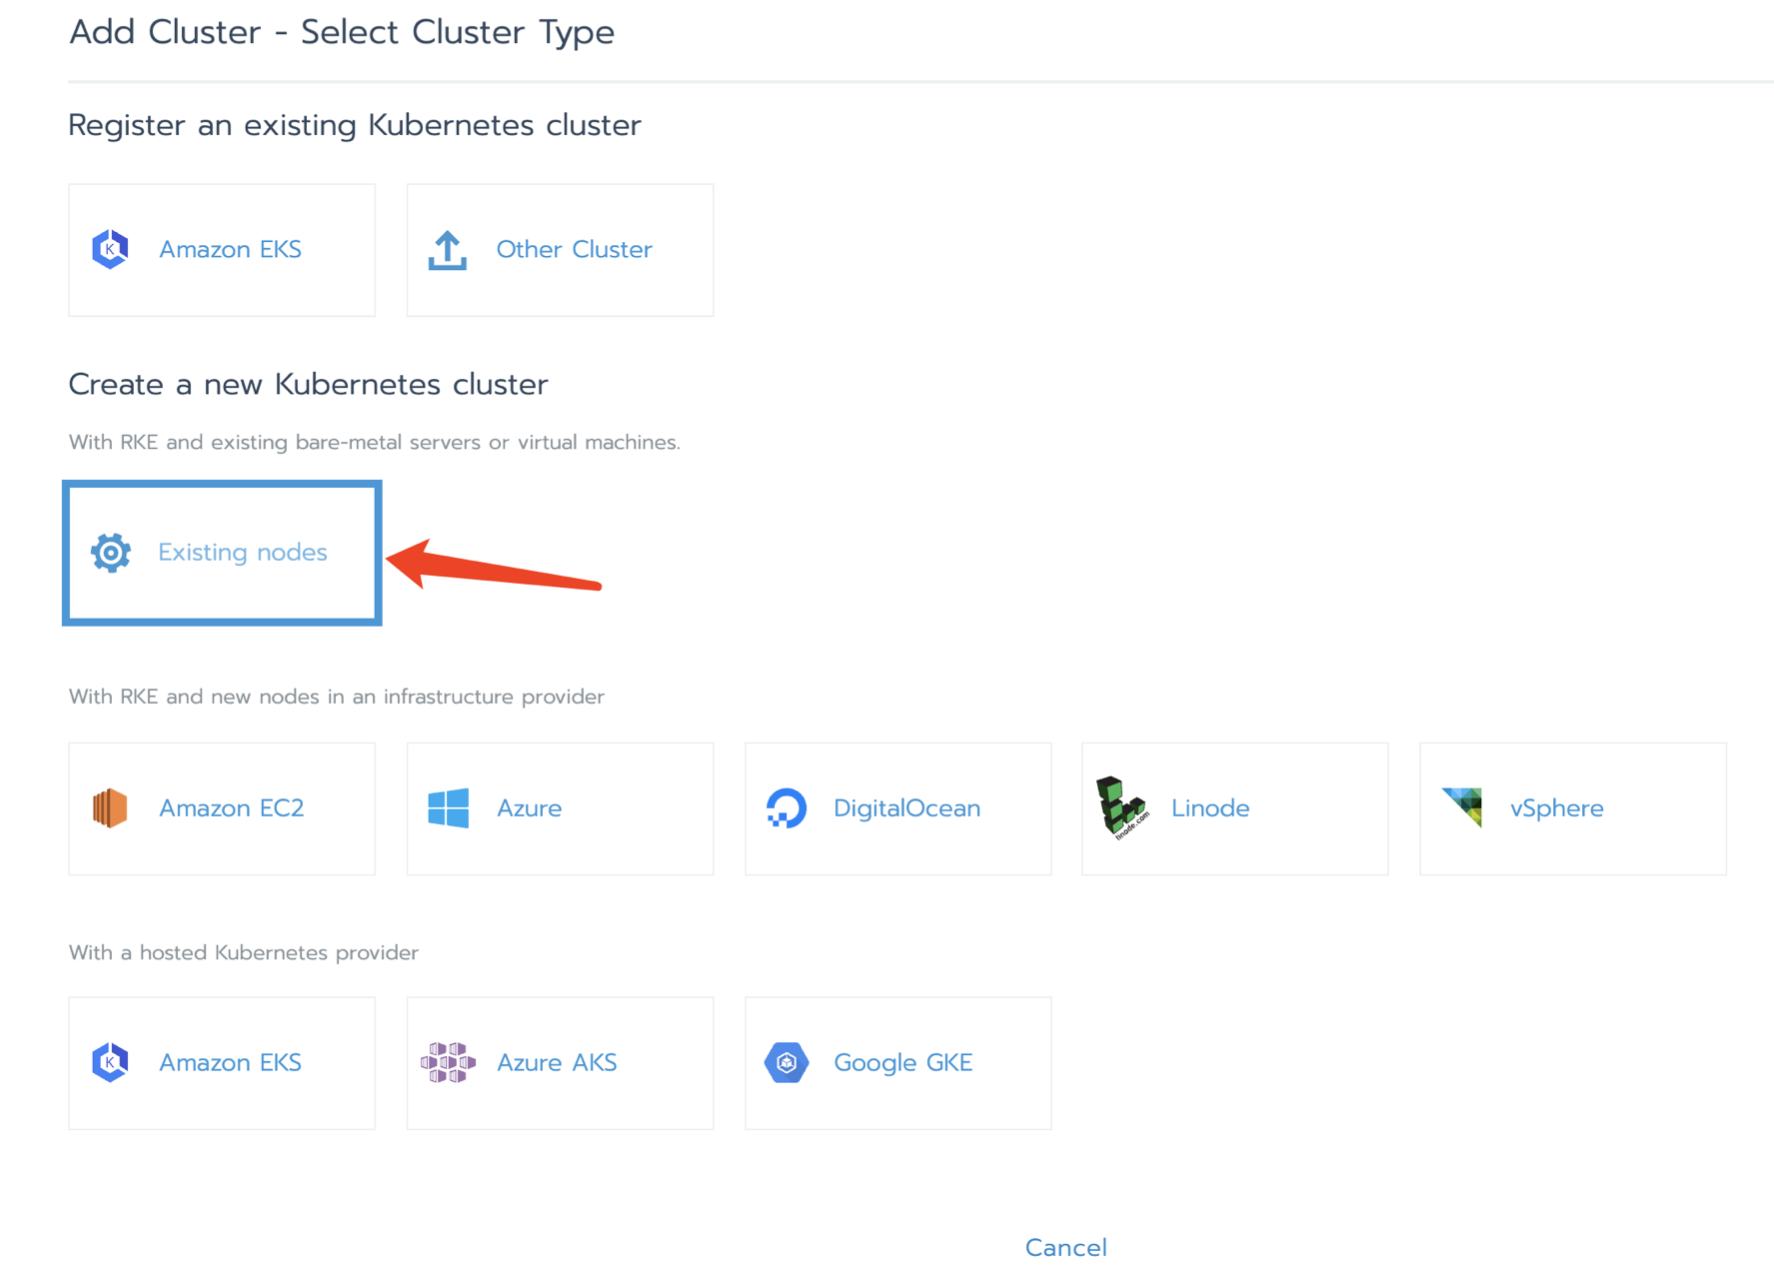 Add Cluster - Select Cluster Type
Register an existing Kubernetes cluster
K Amazon EKS
Other Cluster
Create a new Kubernetes cluster
With RKE and existing bare-metal servers or virtual machines.
Existing nodes
With RKE and new nodes in an infrastructure provider
Amazon EC2
Azure
DigitalOcean
linode.com
Linode
vSphere
With a hosted Kubernetes provider
K Amazon EKS
Azure AKS
Google GKE
Cancel